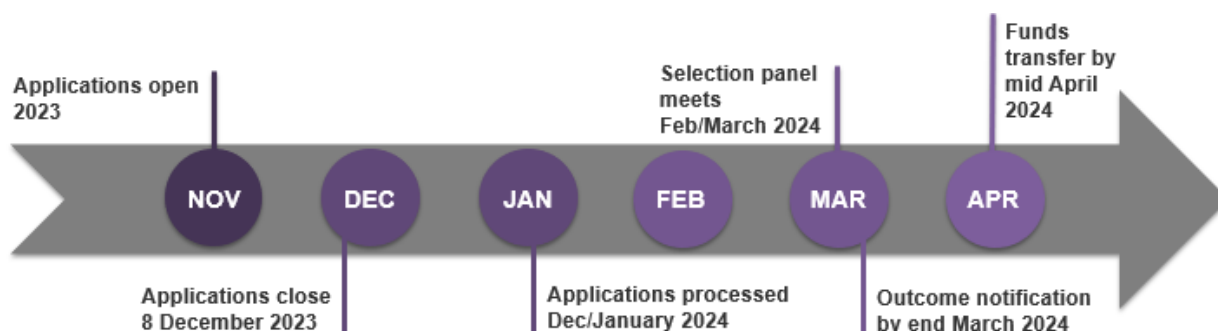 Applications open
2023
Selection panel
meets
Feb/March 2024
Funds
transfer by
mid April
2024
NOV
DEC
JAN
FEB
MAR
APR
Applications close
8 December 2023
Applications processed
Dec/January 2024
Outcome notification
by end March 2024